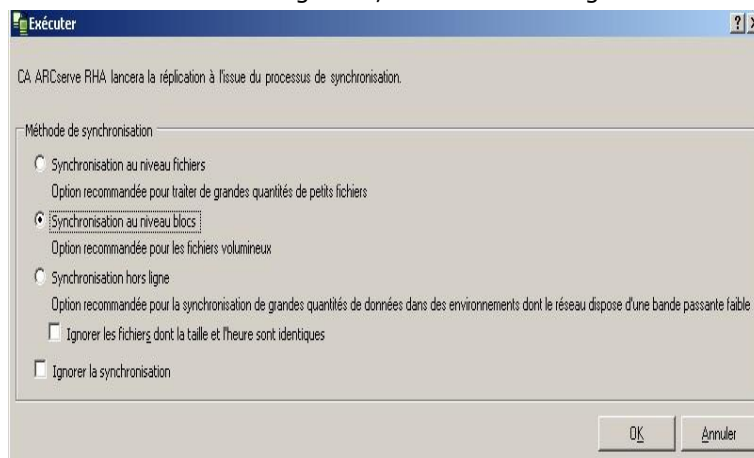 Exécuter
CA ARCserve RHA lancera la réplication à l'issue du processus de synchronisation.
Méthode de synchronisation
Synchronisation au niveau fichiers
Option recommandée pour traiter de grandes quantités de petits fichiers
Synchronisation au niveau blocs
Option recommandée pour les fichiers volumineux
Synchronisation hors ligne
Option recommandée pour la synchronisation de grandes quantités de données dans des environnements dont le réseau dispose d'une bande passante faible
Ignorer les fichiers dont la taille et l'heure sont identiques
Ignorer la synchronisation
OK Annuler